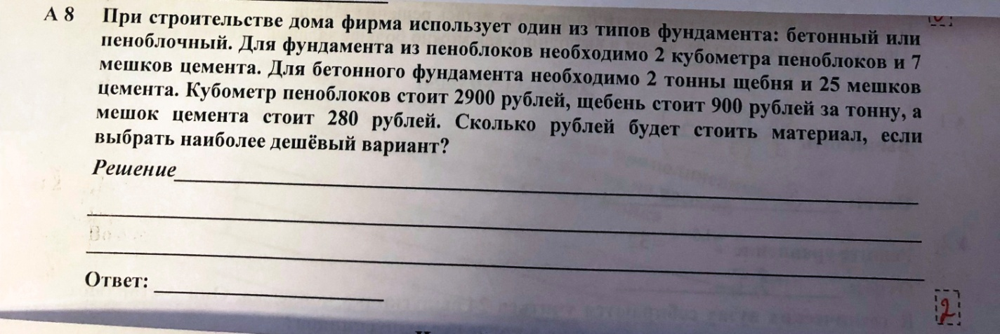 А 8 При строительстве дома фирма использует один из типов фундамента: бетонный или
пеноблочный. Для фундамента из пеноблоков необходимо 2 кубометра пеноблоков и 7
мешков цемента. Для бетонного фундамента необходимо 2 тонны щебня и 25 мешков
цемента. Кубометр пеноблоков стоит 2900 рублей, щебень стоит 900 рублей за тонну, а
мешок цемента стоит 280 рублей. Сколько рублей будет стоить материал, если
выбрать наиболее дешёвый вариант?
Решение
Ответ:
2